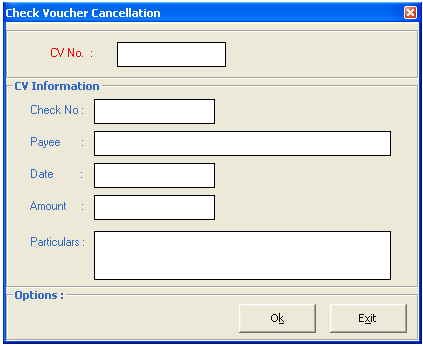 Check Voucher Cancellation
CV No. :
CV Information
Check No :
Payee :
Date :
Amount :
Particulars :
Options :
Ok Exit